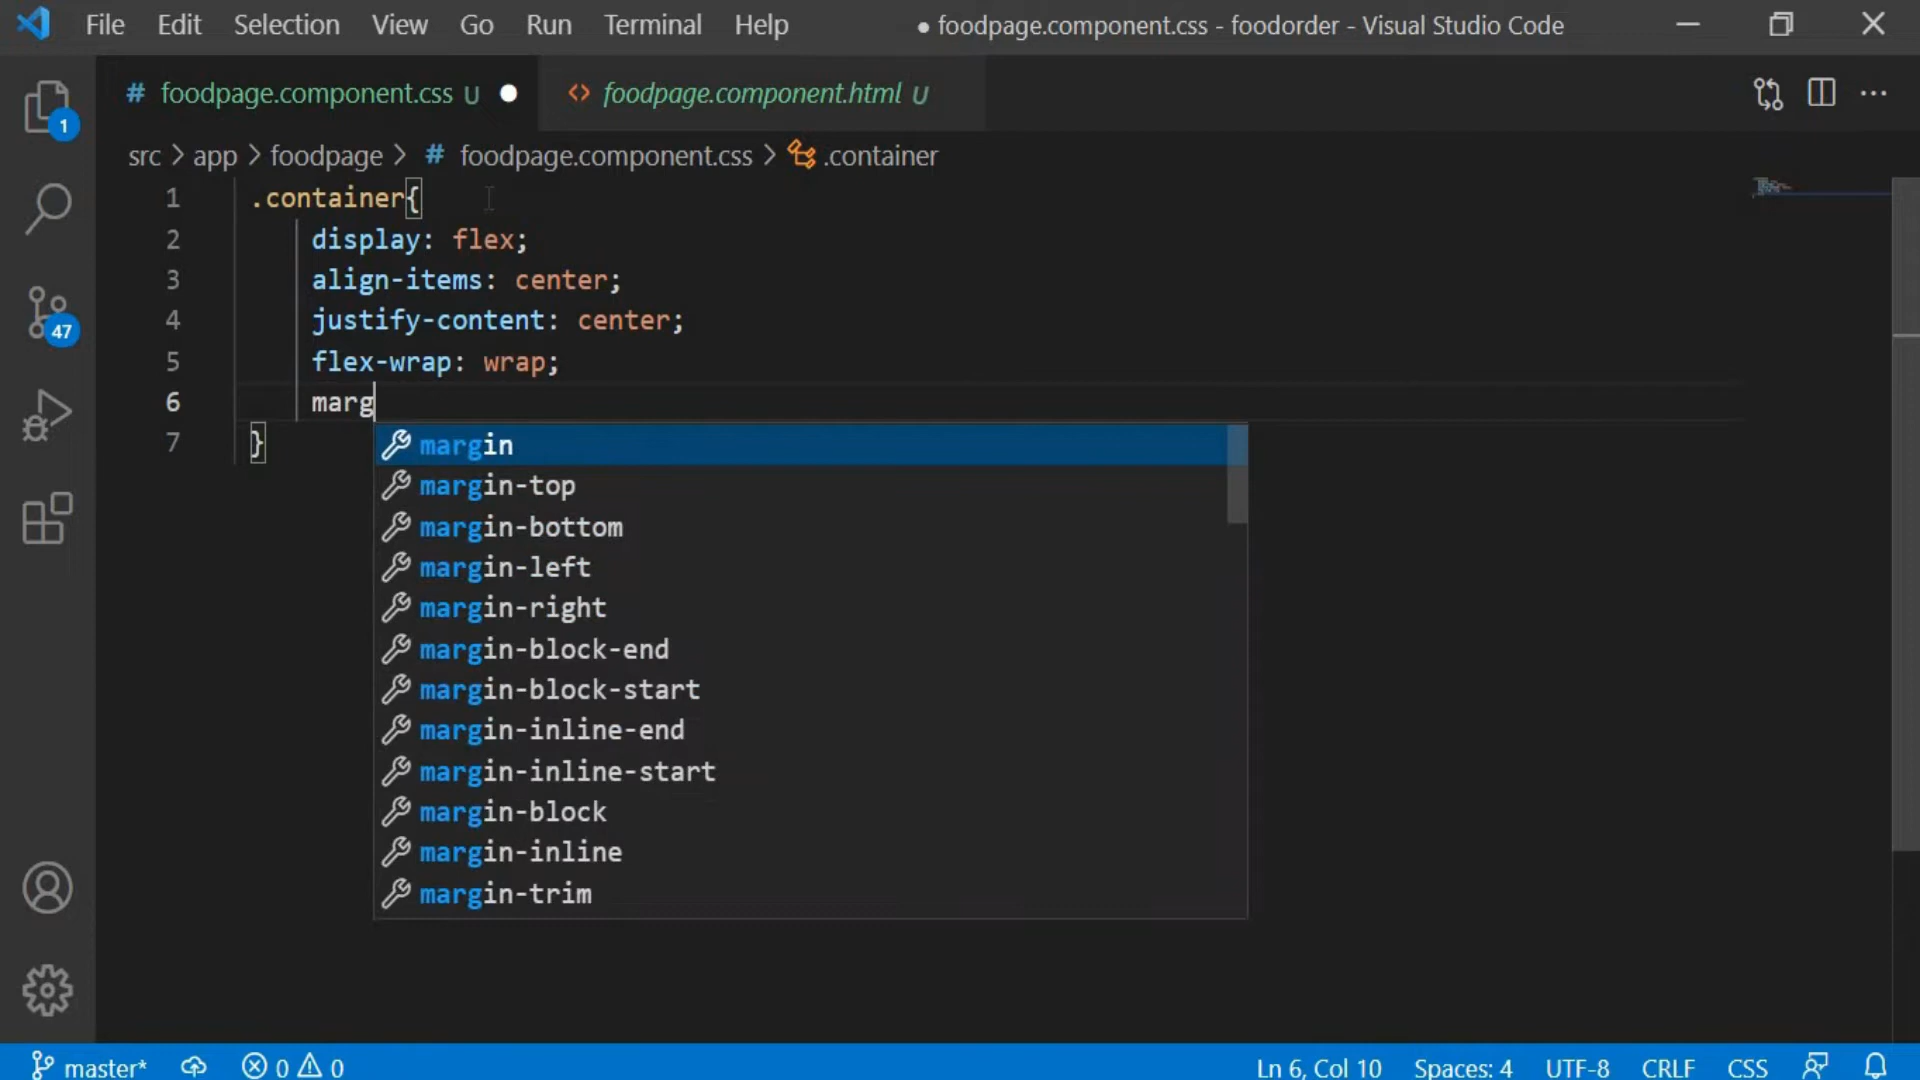 File Edit Selection View Go Run Terminal Help ● foodpage.component.css - foodorder - Visual Studio Code
# foodpage.component.css U ● <> foodpage.component.html U ...
src > app > foodpage > # foodpage.component.css > .container
1 .container{
2 display: flex;
3 align-items: center;
4 justify-content: center;
5 flex-wrap: wrap;
6 marg
7 }
margin
margin-top
margin-bottom
margin-left
margin-right
margin-block-end
margin-block-start
margin-inline-end
margin-inline-start
margin-block
margin-inline
margin-trim
1
47
master* 0 0 Ln 6, Col 10 Spaces: 4 UTF-8 CRLF CSS